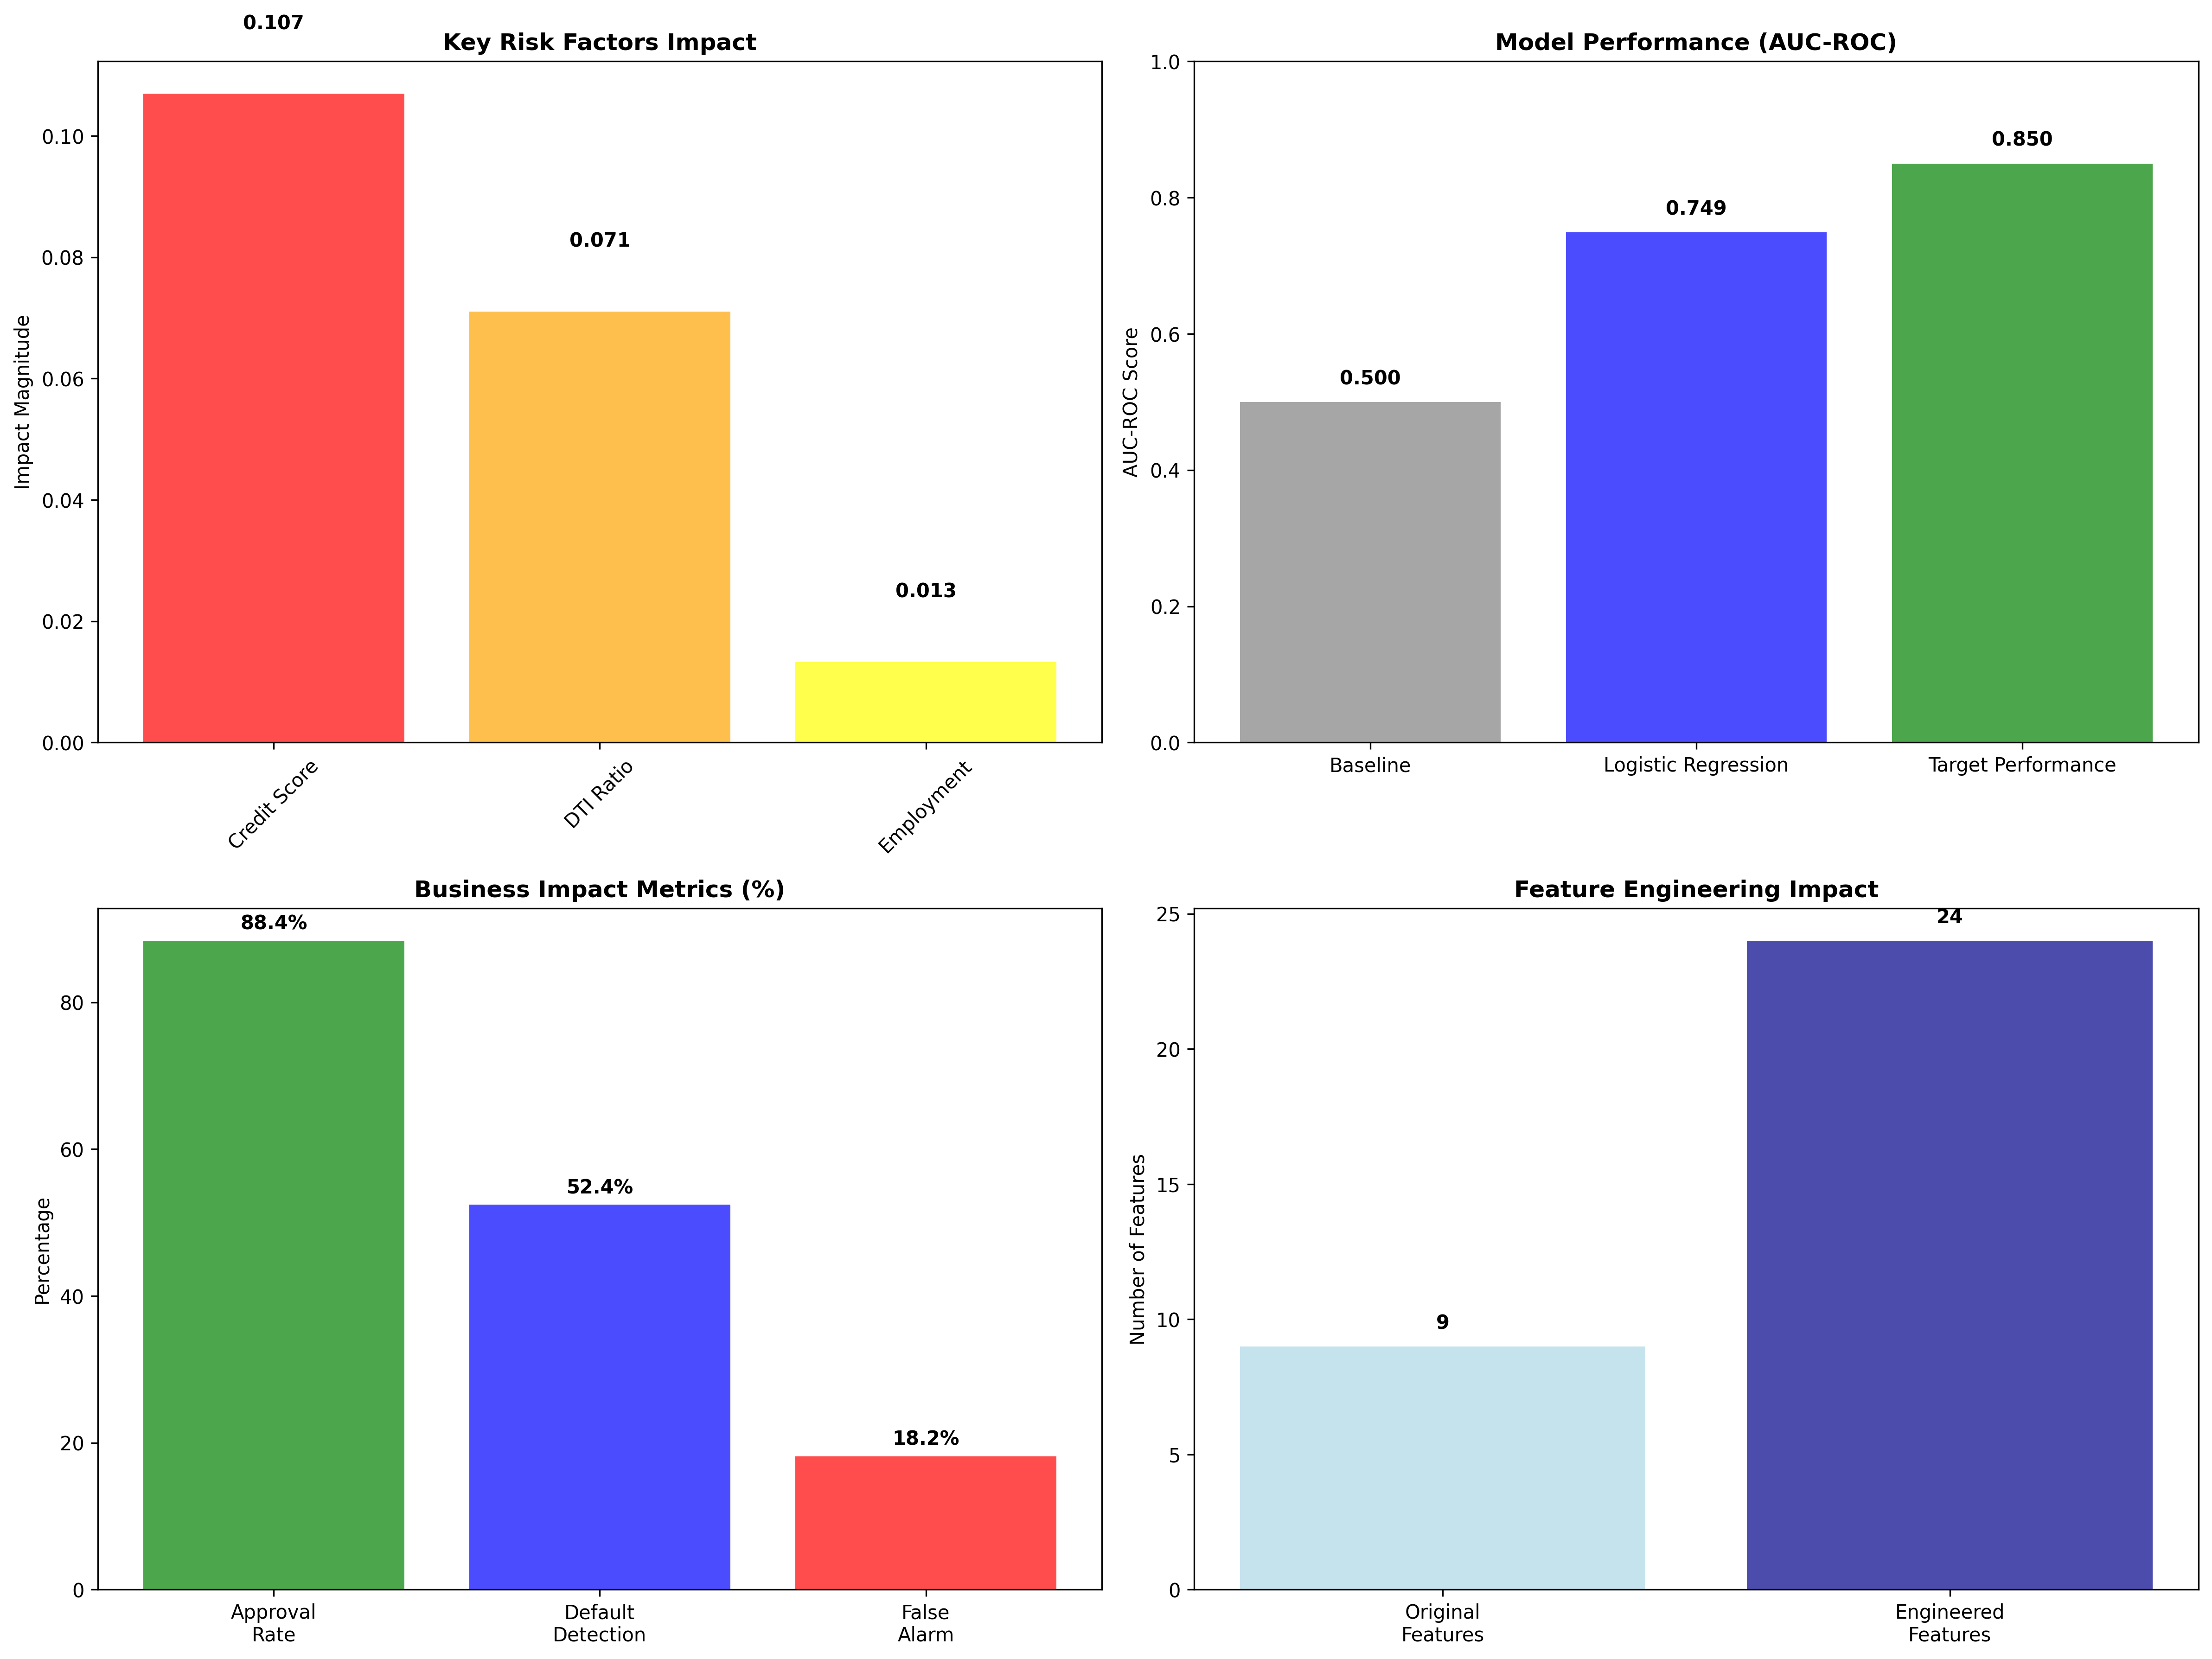 0.107
Key Risk Factors Impact
Impact Magnitude
0.10
0.08
0.06
0.04
0.02
0.00
0.071
0.013
Credit Score
DTI Ratio
Employment
Model Performance (AUC-ROC)
AUC-ROC Score
1.0
0.8
0.6
0.4
0.2
0.0
0.500
0.749
0.850
Baseline
Logistic Regression
Target Performance
Business Impact Metrics (%)
Percentage
80
60
40
20
0
88.4%
52.4%
18.2%
Approval
Rate
Default
Detection
False
Alarm
Feature Engineering Impact
Number of Features
25
20
15
10
5
0
9
24
Original
Features
Engineered
Features